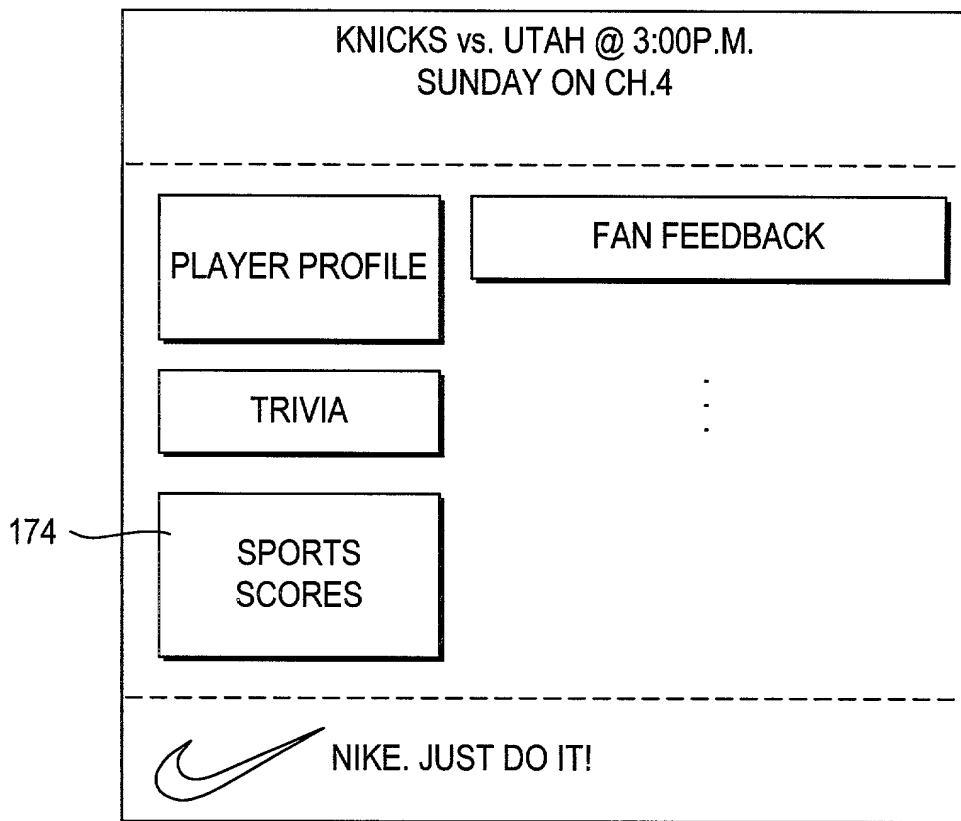 KNICKS vs. UTAH @ 3:00P.M.
SUNDAY ON CH.4
PLAYER PROFILE
FAN FEEDBACK
TRIVIA
174
SPORTS
SCORES
NIKE. JUST DO IT!